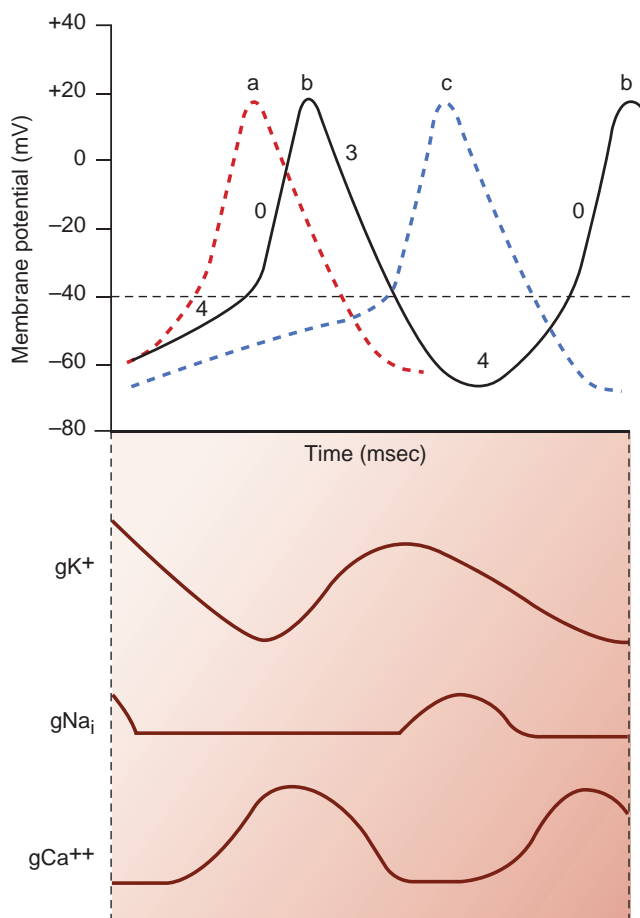 +40
+20
0
−20
−40
−60
−80
Membrane potential (mV)
a
b
c
b
3
0
0
4
4
Time (msec)
gK+
gNai
gCa++